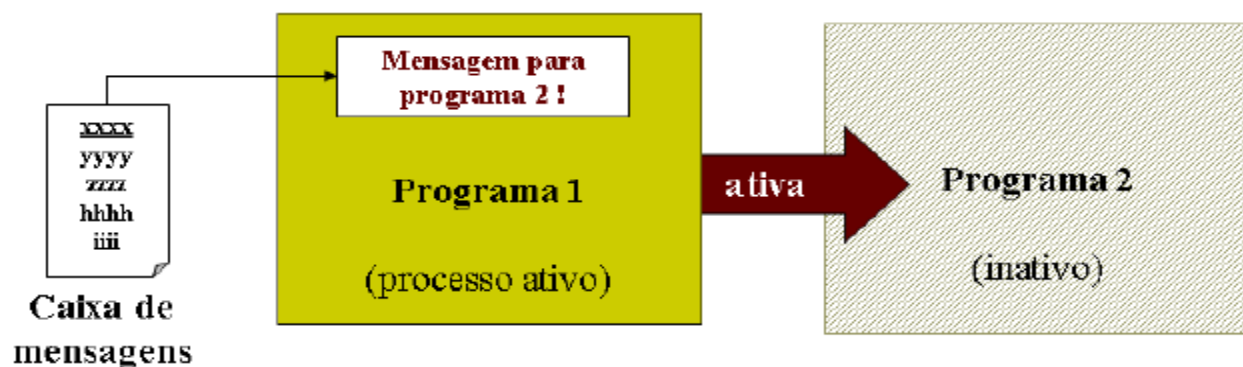 xxxx
yyyy
zzzz
hhhh
iiii
Caixa de
mensagens
Mensagem para
programa 2 !
Programa 1
(processo ativo)
ativa
Programa 2
(inativo)